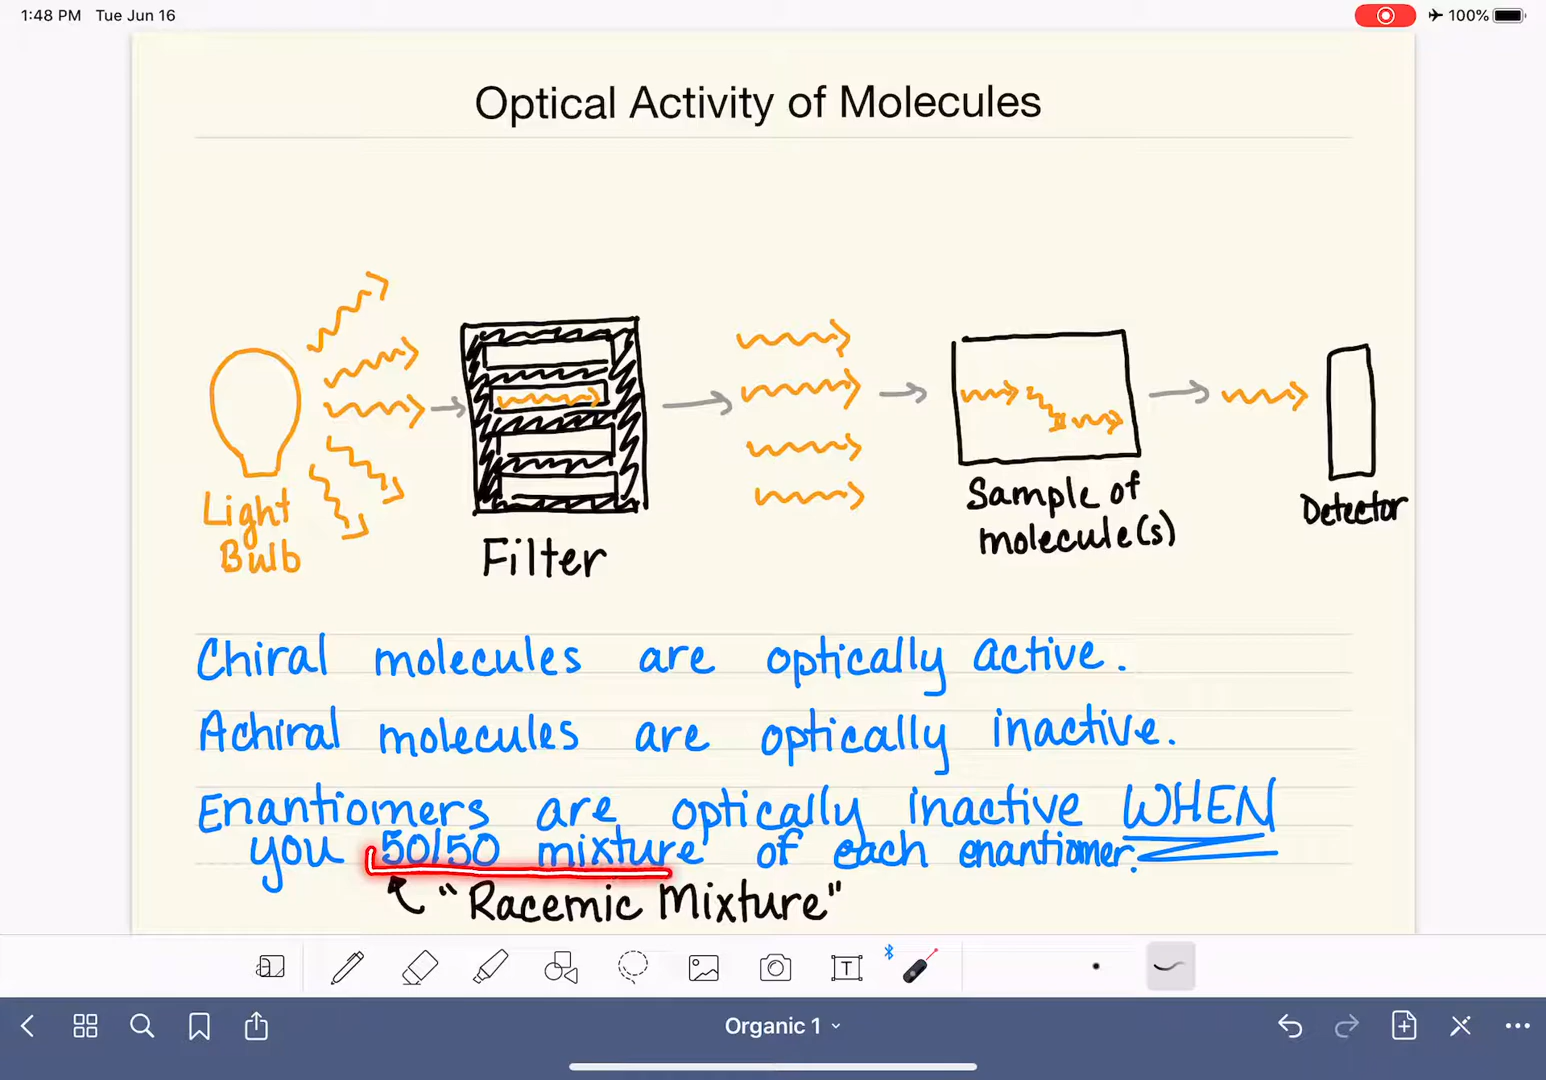 1:48 PM Tue Jun 16
100%
Optical Activity of Molecules
Light
Bulb
Filter
Sample of
molecule(s)
Detector
Chiral molecules are optically active.
Achiral molecules are optically inactive.
Enantiomers are optically inactive WHEN
you 50/50 mixture of each enantiomer.
"Racemic Mixture"
T
Organic 1